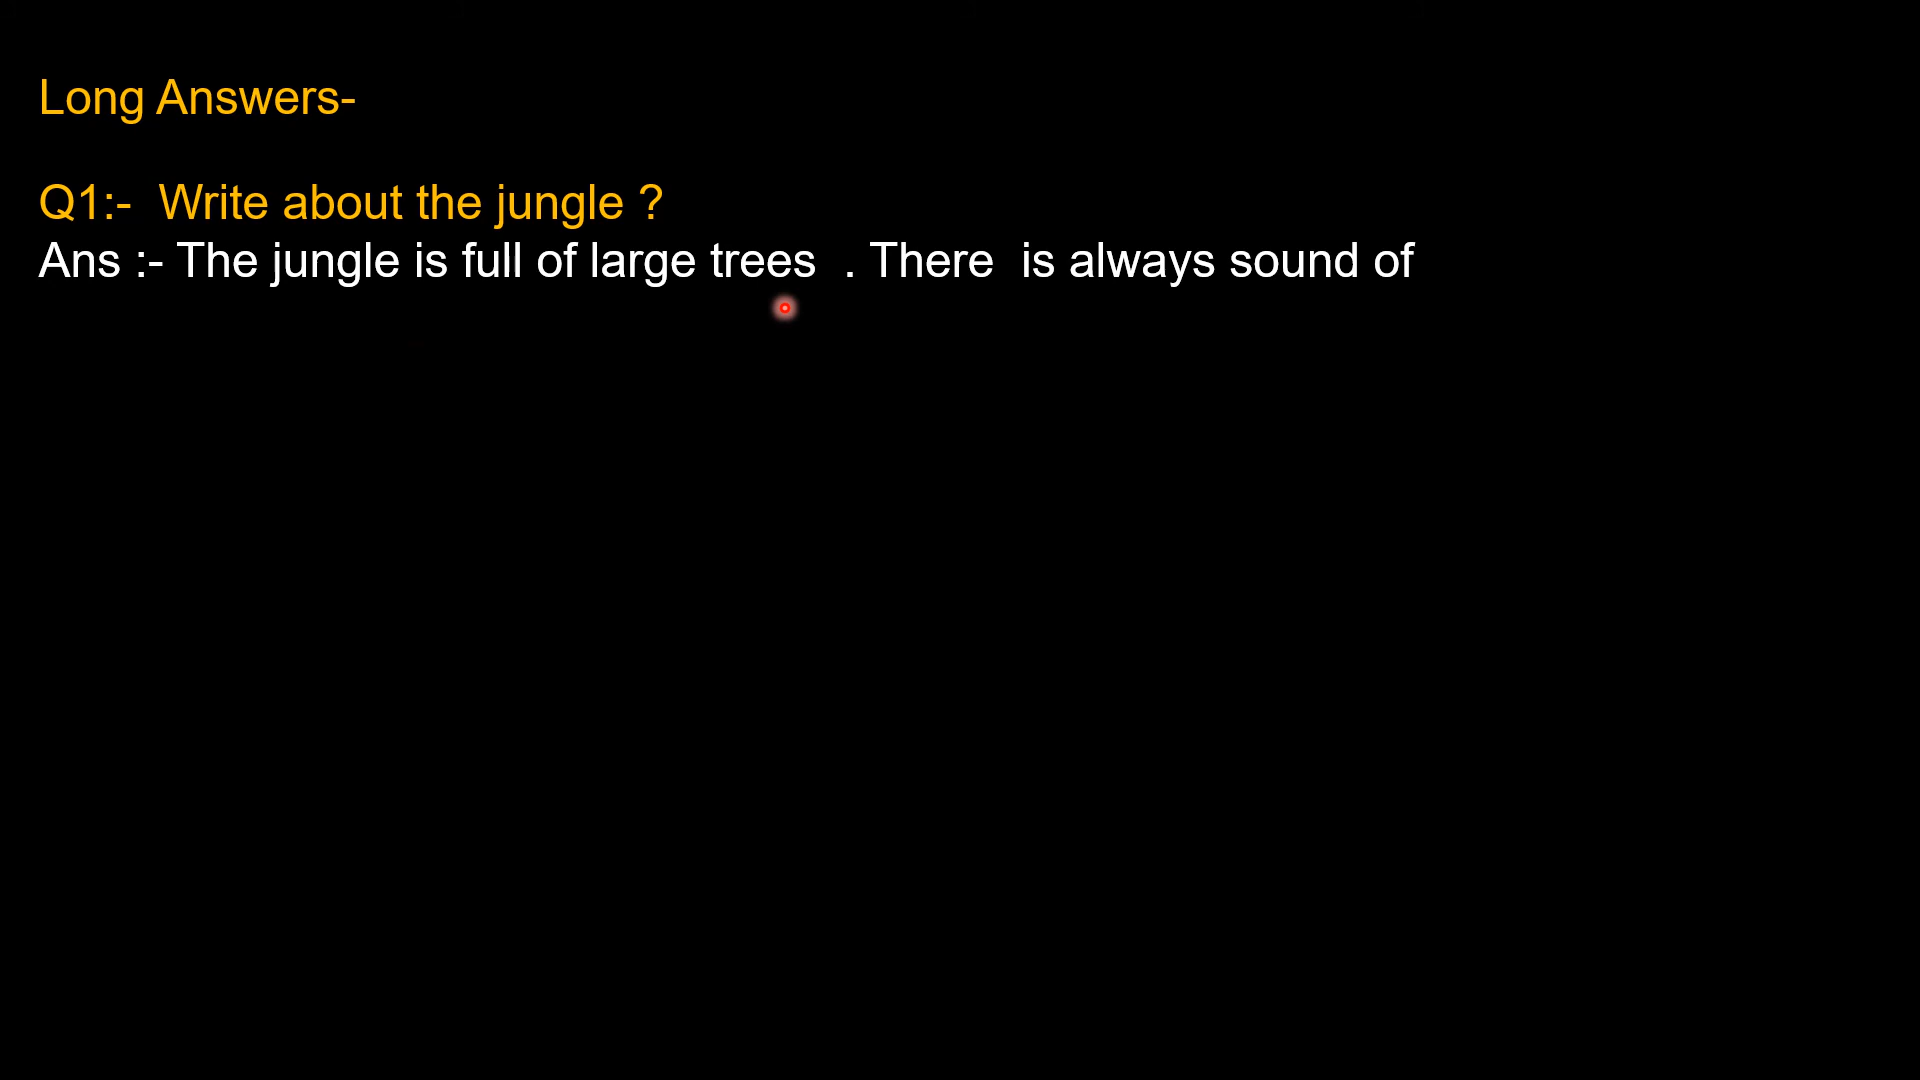 Long Answers-
Q1:-  Write about the jungle ?
Ans :- The jungle is full of large trees  . There  is always sound of